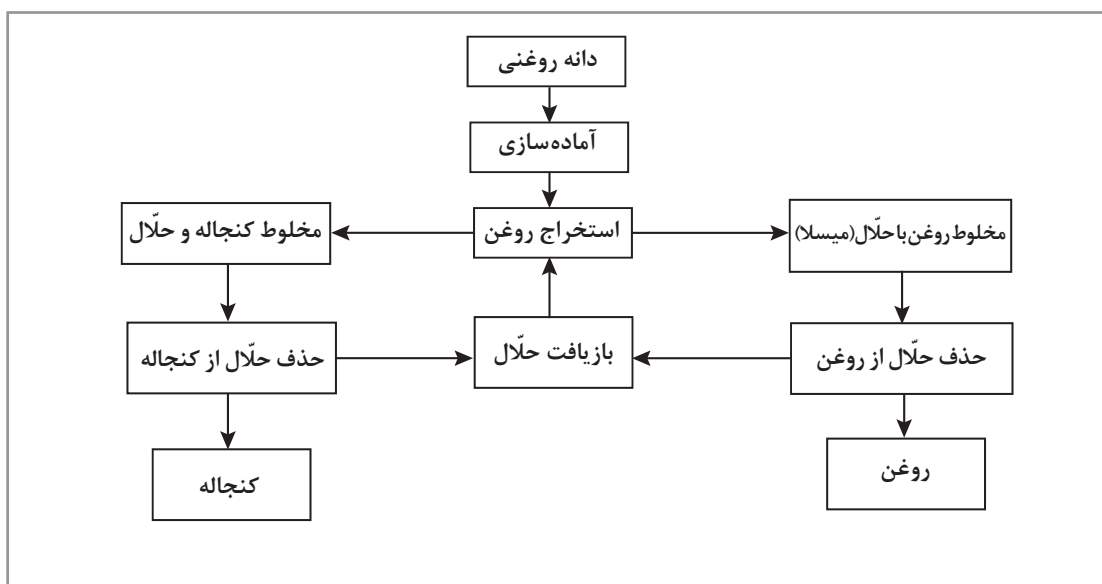 دانه روغنی
آماده‌سازی
استخراج روغن
مخلوط روغن با حلّال (میسلا)
مخلوط کنجاله و حلّال
حذف حلّال از روغن
بازیافت حلّال
حذف حلّال از کنجاله
روغن
کنجاله